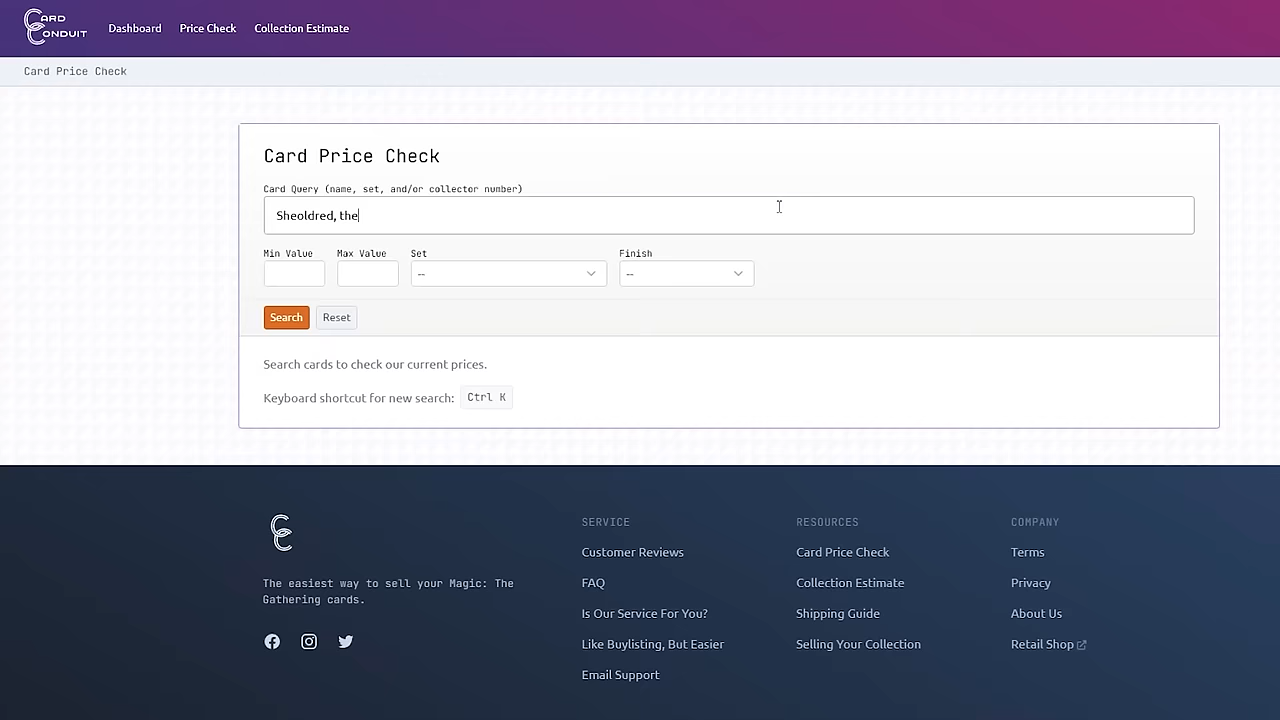 CARD CONDUIT
Dashboard
Price Check
Collection Estimate
Card Price Check
Card Price Check
Card Query (name, set, and/or collector number)
Sheoldred, the
Min Value
Max Value
Set
Finish
--
--
Search
Reset
Search cards to check our current prices.
Keyboard shortcut for new search: Ctrl K
CC
The easiest way to sell your Magic: The
Gathering cards.
SERVICE
Customer Reviews
FAQ
Is Our Service For You?
Like Buylisting, But Easier
Email Support
RESOURCES
Card Price Check
Collection Estimate
Shipping Guide
Selling Your Collection
COMPANY
Terms
Privacy
About Us
Retail Shop